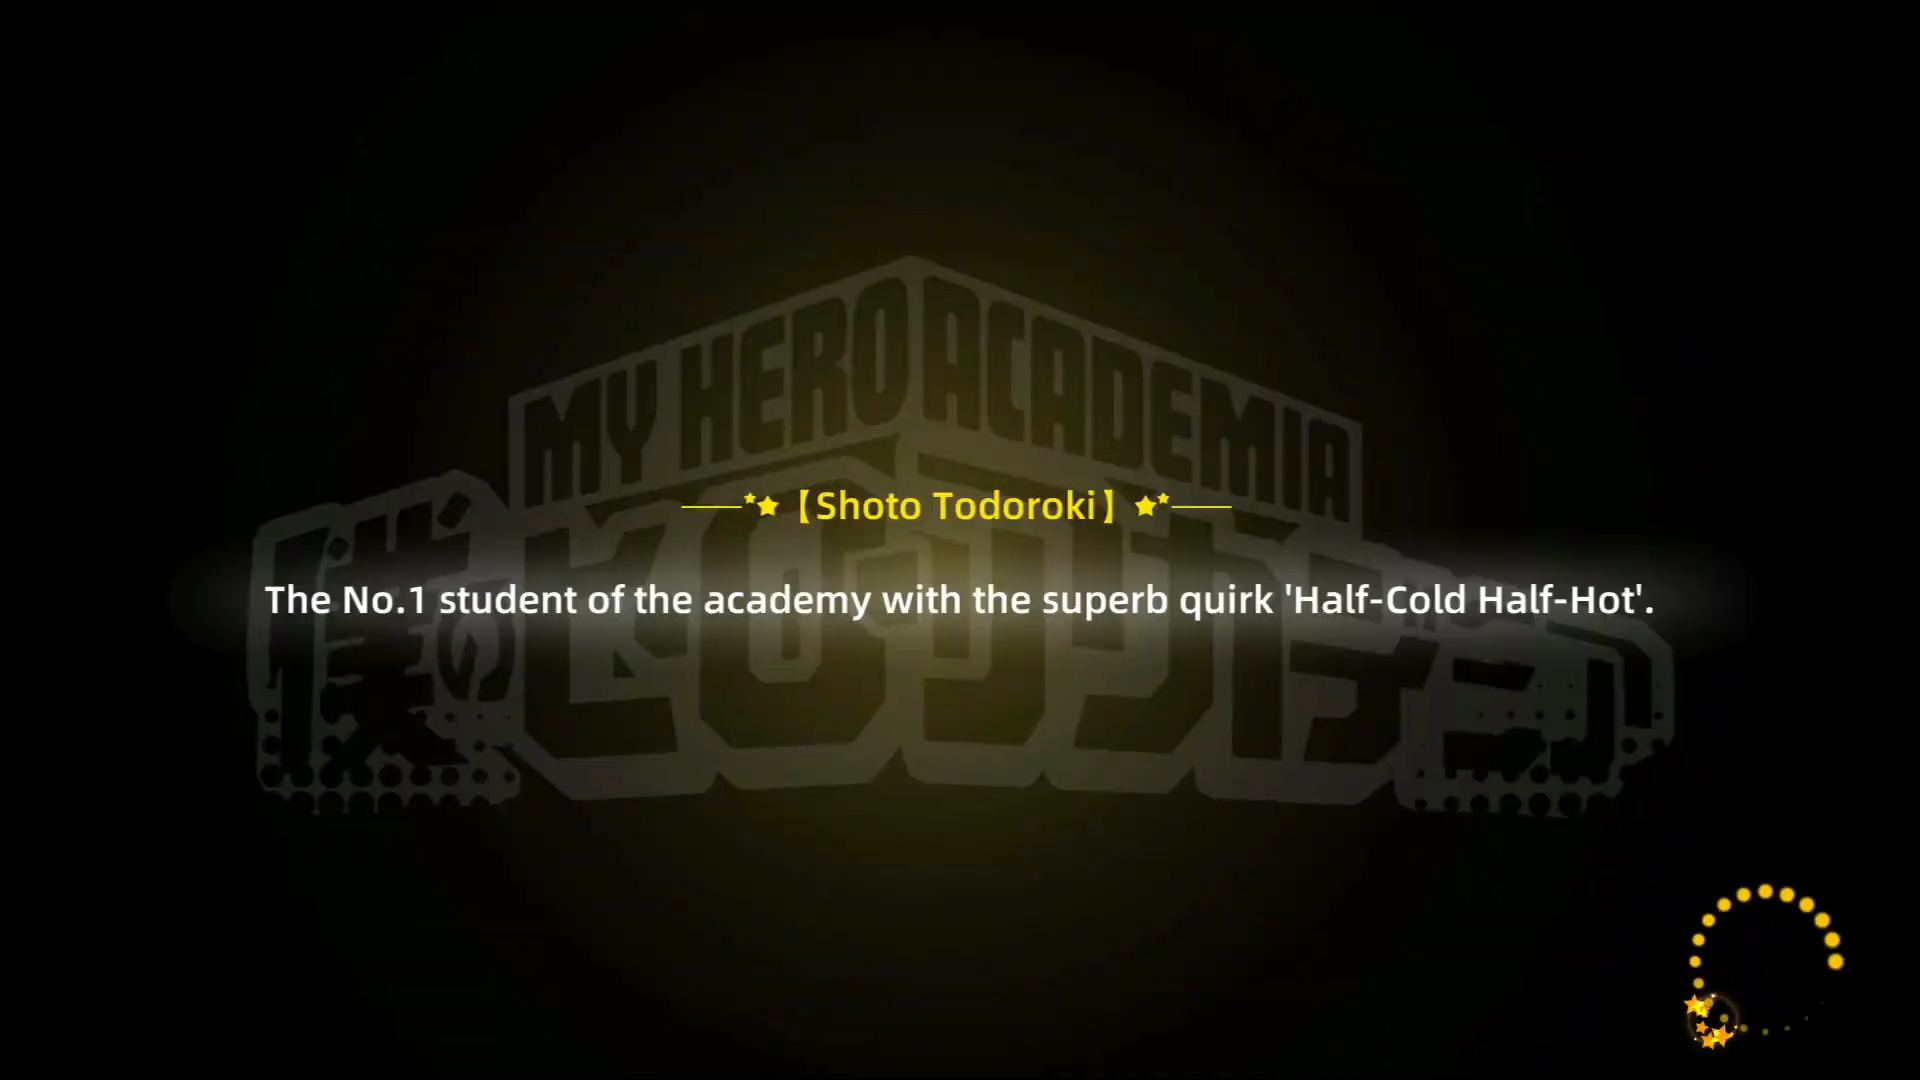 MY HERO ACADEMIA
僕のヒーローアカデミア
【Shoto Todoroki】
The No.1 student of the academy with the superb quirk 'Half-Cold Half-Hot'.